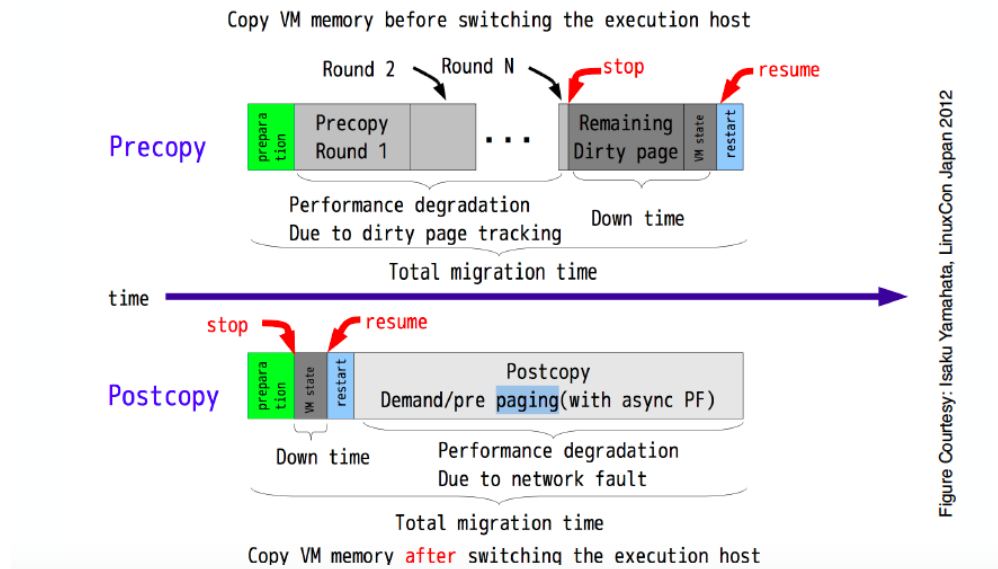 Copy VM memory before switching the execution host
Round 2
Round N
stop
resume
Precopy
prepara
tion
Precopy
Round 1
...
Remaining
Dirty page
VM state
restart
Performance degradation
Due to dirty page tracking
Down time
Total migration time
time
stop
resume
Postcopy
prepara
tion
VM state
restart
Postcopy
Demand/pre paging(with async PF)
Down time
Performance degradation
Due to network fault
Total migration time
Copy VM memory after switching the execution host
Figure Courtesy: Isaku Yamahata, LinuxCon Japan 2012